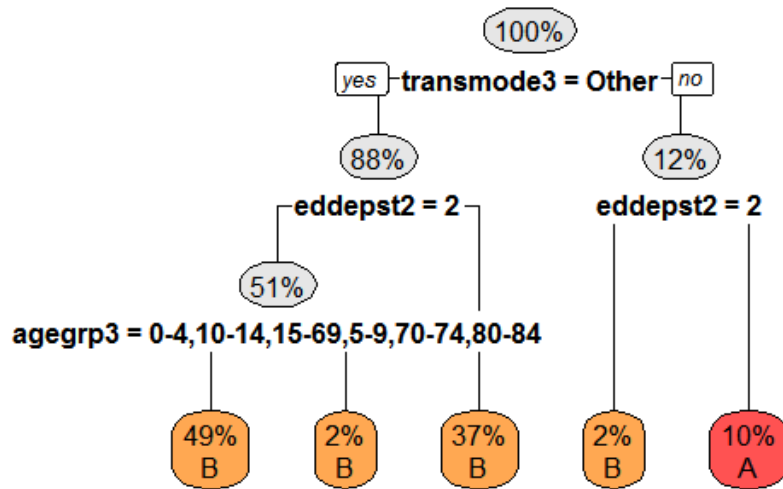 100%
yes transmode3 = Other no
88% 12%
eddepst2 = 2 eddepst2 = 2
51%
agegrp3 = 0-4,10-14,15-69,5-9,70-74,80-84
49% 2% 37% 2% 10%
B B B B A